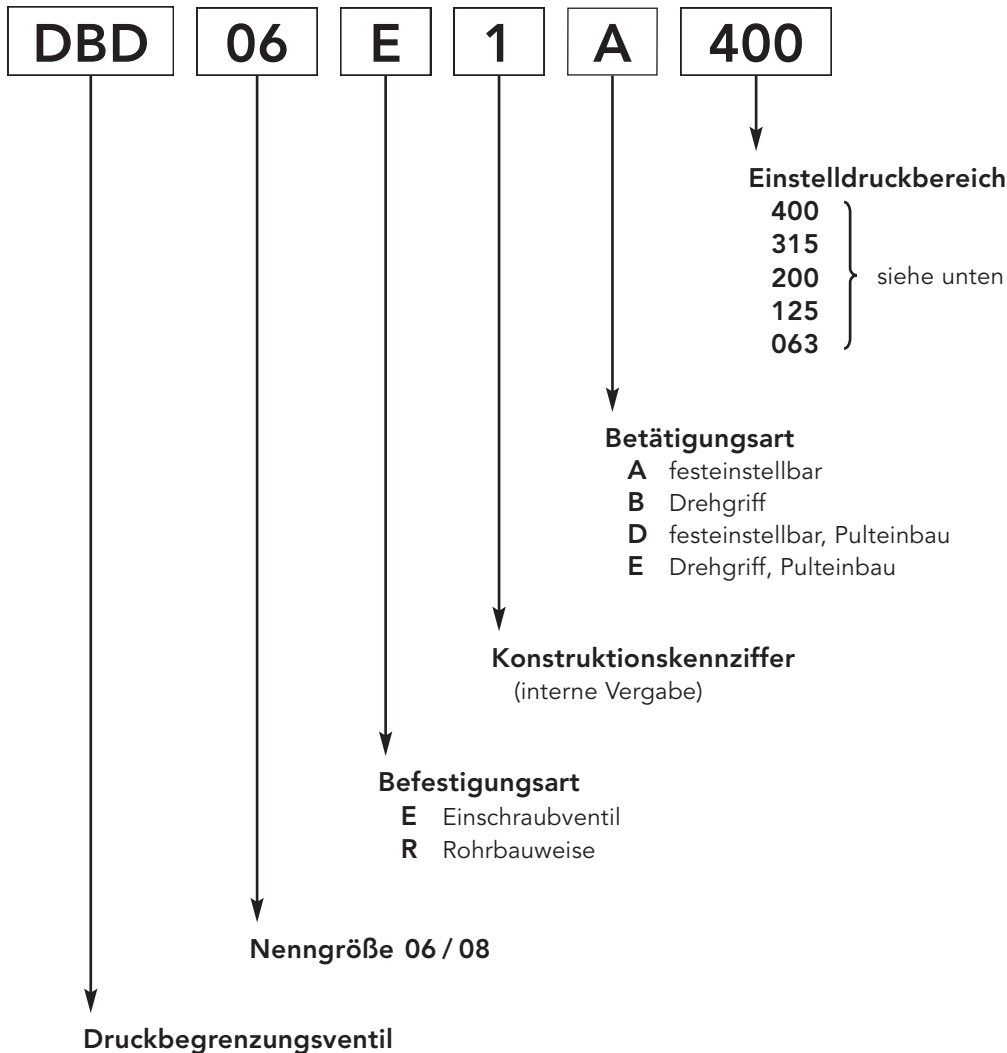 DBD 06 E 1 A 400
Einstelldruckbereich
400
315
200 siehe unten
125
063
Betätigungsart
A festeinstellbar
B Drehgriff
D festeinstellbar, Pulteinbau
E Drehgriff, Pulteinbau
Konstruktionskennziffer
(interne Vergabe)
Befestigungsart
E Einschraubventil
R Rohrbauweise
Nenngröße 06 / 08
Druckbegrenzungsventil